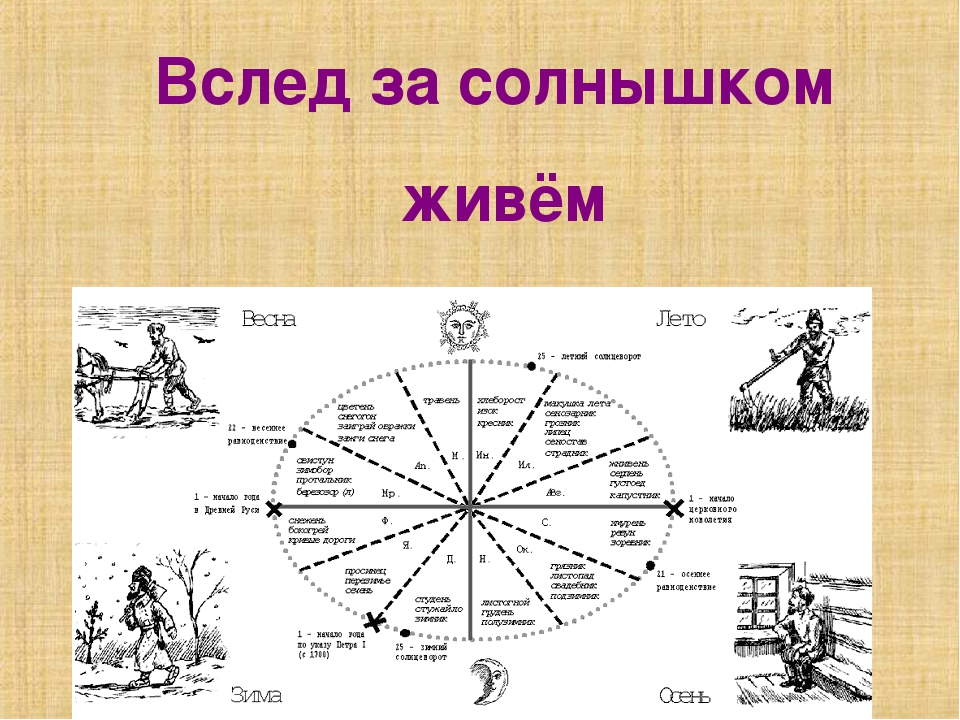 Вслед за солнышком
живём
Весна
Лето
25 - летний солнцеворот
травень
хлеборост
изок
кресник
цветень
снегогон
заиграй овражки
зажги снега
макушка лета
сенозарник
грозник
липец
сеностав
страдник
22 - весеннее
равноденствие
свистун
зимобор
протальник
березозор (л)
Мр.
Ап.
М.
Ин.
Ил.
Авг.
жнивень
серпень
густоед
капустник
1 - начало года
в Древней Руси
1 - начало
церковного
новолетия
снежень
бокогрей
кривые дороги
Ф.
Я.
Д.
Н.
Ок.
С.
хмурень
ревун
зоревник
просинец
перезимье
сечень
грязник
листопад
свадебник
подзимник
21 - осеннее
равноденствие
студень
стужайло
зимник
листогной
грудень
полузимник
1 - начало года
по указу Петра I
(с 1700)
25 - зимний
солнцеворот
Зима
Осень